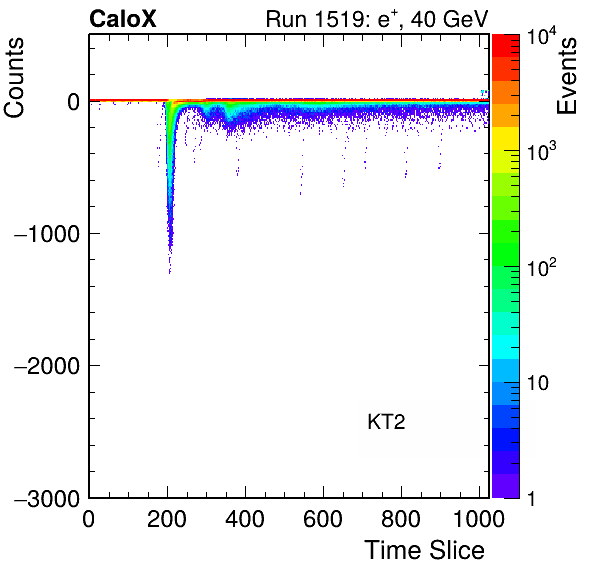 CaloX Run 1519: e⁺, 40 GeV
Counts
Events
0
−1000
−2000
−3000
0 200 400 600 800 1000
Time Slice
KT2
10⁴
10³
10²
10
1